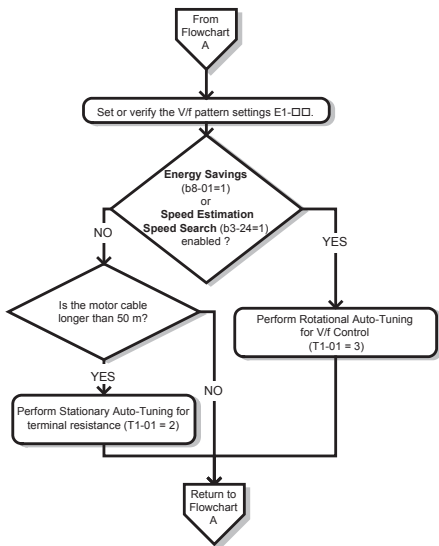 From
Flowchart
A
Set or verify the V/f pattern settings E1-□□.
Energy Savings
(b8-01=1)
or
Speed Estimation
Speed Search (b3-24=1)
enabled ?
NO
YES
Is the motor cable
longer than 50 m?
Perform Rotational Auto-Tuning
for V/f Control
(T1-01 = 3)
YES
NO
Perform Stationary Auto-Tuning for
terminal resistance (T1-01 = 2)
Return to
Flowchart
A